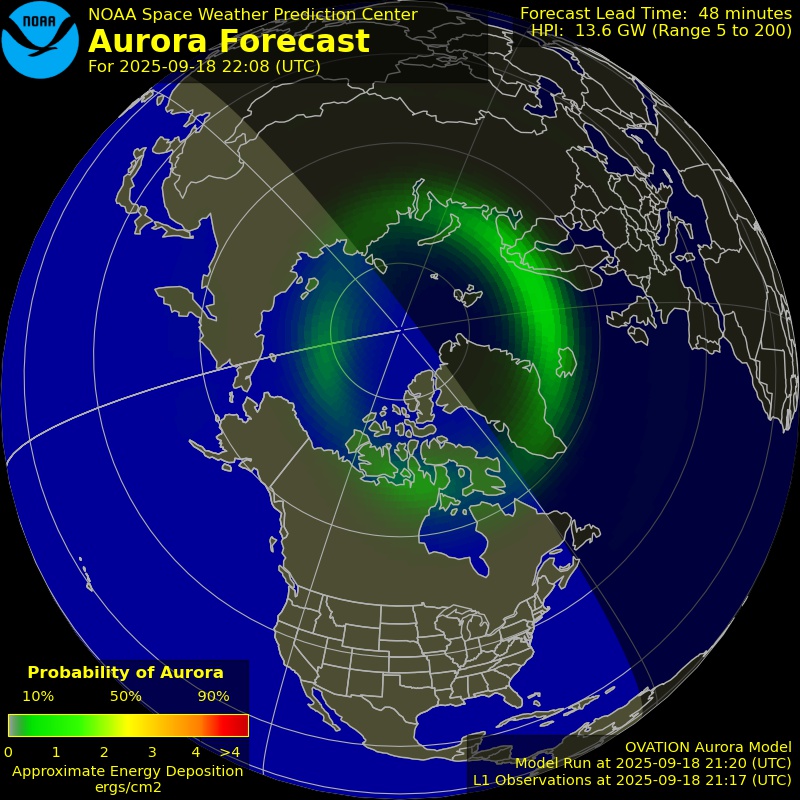 NOAA
NOAA Space Weather Prediction Center
Aurora Forecast
For 2025-09-18 22:08 (UTC)
Forecast Lead Time: 48 minutes
HPI: 13.6 GW (Range 5 to 200)
Probability of Aurora
10% 50% 90%
0 1 2 3 4 >4
Approximate Energy Deposition
ergs/cm2
OVATION Aurora Model
Model Run at 2025-09-18 21:20 (UTC)
L1 Observations at 2025-09-18 21:17 (UTC)